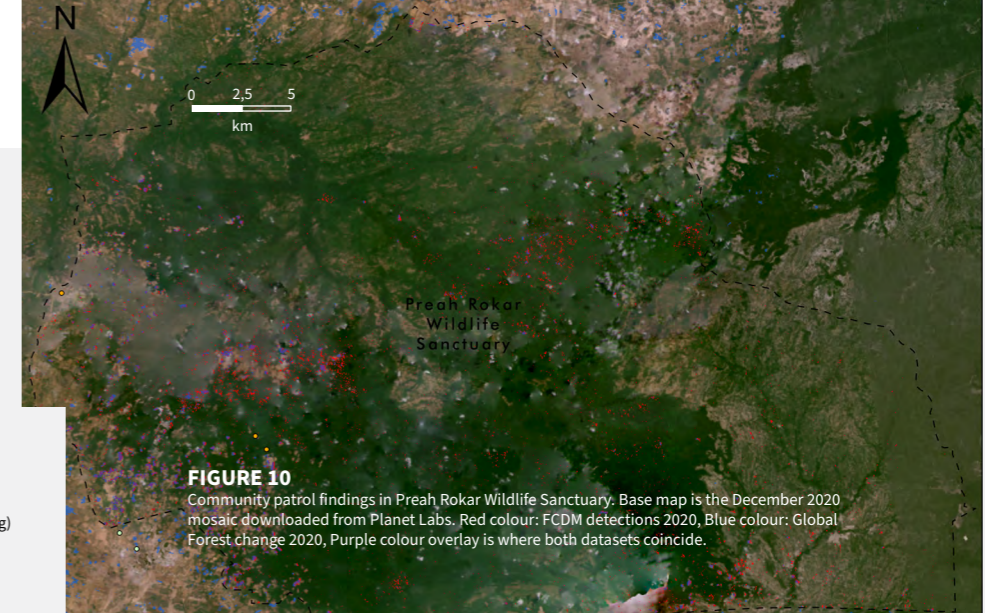 N
0 2,5 5
km
Preah Rokar
Wildlife
Sanctuary
g)
FIGURE 10
Community patrol findings in Preah Rokar Wildlife Sanctuary. Base map is the December 2020
mosaic downloaded from Planet Labs. Red colour: FCDM detections 2020, Blue colour: Global
Forest change 2020, Purple colour overlay is where both datasets coincide.